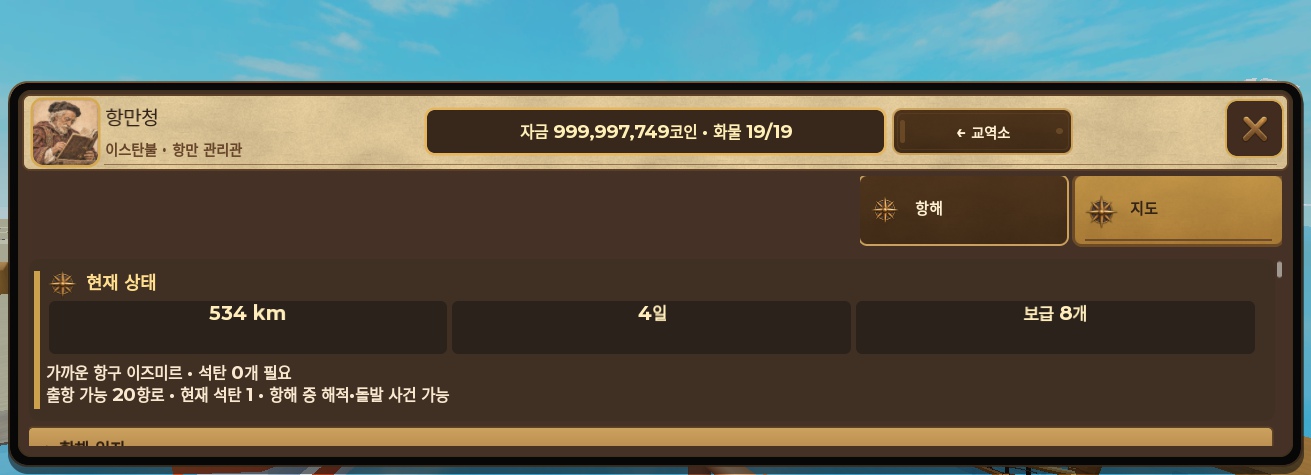 항만청
이스탄불 • 항만 관리관
자금 999,997,749코인 • 화물 19/19
← 교역소
항해
지도
현재 상태
534 km
4일
보급 8개
가까운 항구 이즈미르 • 석탄 0개 필요
출항 가능 20항로 • 현재 석탄 1 • 항해 중 해적•돌발 사건 가능